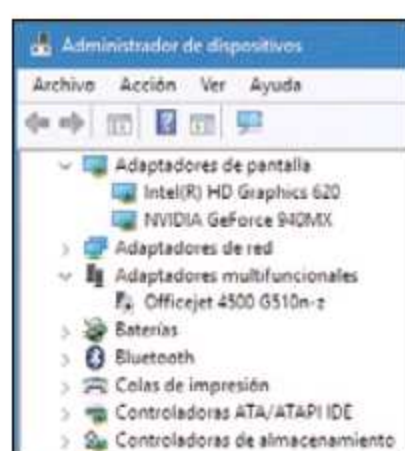 Administrador de dispositivos
Archivo Acción Ver Ayuda
Adaptadores de pantalla
Intel(R) HD Graphics 620
NVIDIA GeForce 940MX
Adaptadores de red
Adaptadores multifuncionales
Officejet 4500 G510n-z
Baterías
Bluetooth
Colas de impresión
Controladoras ATA/ATAPI IDE
Controladoras de almacenamiento